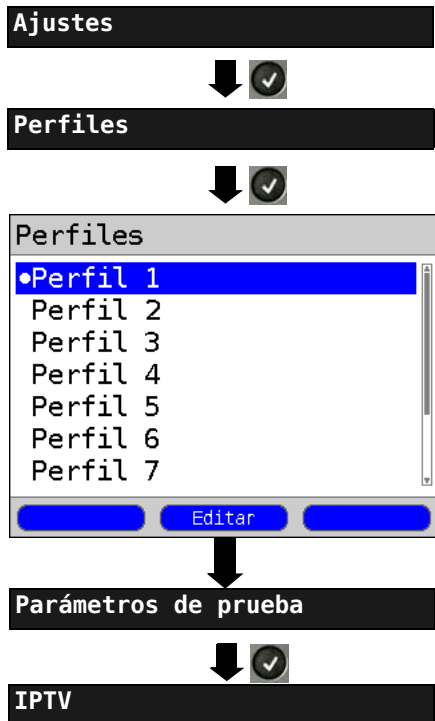 Ajustes
Perfiles
Perfiles
•Perfil 1
Perfil 2
Perfil 3
Perfil 4
Perfil 5
Perfil 6
Perfil 7
Editar
Parámetros de prueba
IPTV